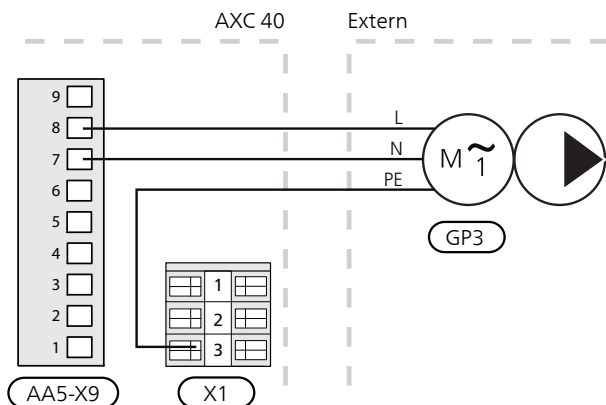 AXC 40 Extern
9
8 L
7 N
6 PE
5
4
3
2
1
M ~ 1
GP3
1
2
3
AA5-X9 X1